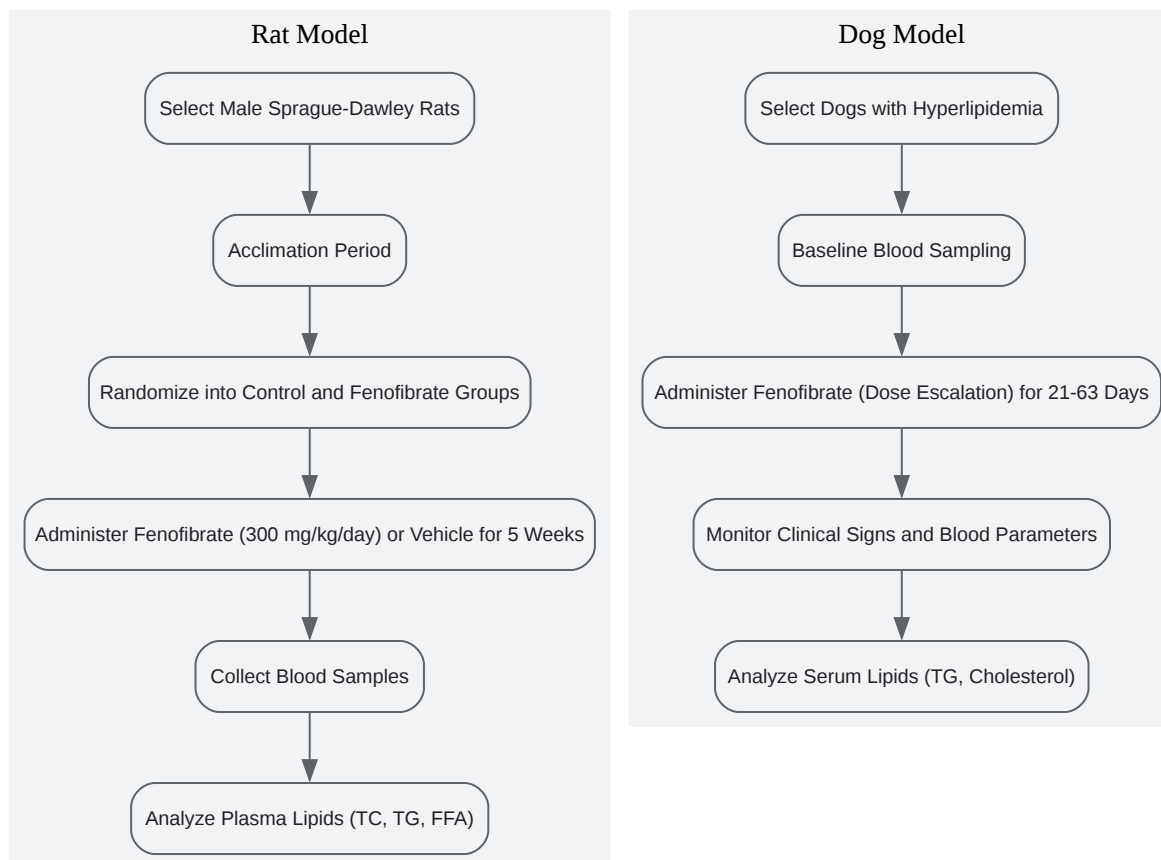 Rat Model
Select Male Sprague-Dawley Rats
Acclimation Period
Randomize into Control and Fenofibrate Groups
Administer Fenofibrate (300 mg/kg/day) or Vehicle for 5 Weeks
Collect Blood Samples
Analyze Plasma Lipids (TC, TG, FFA)
Dog Model
Select Dogs with Hyperlipidemia
Baseline Blood Sampling
Administer Fenofibrate (Dose Escalation) for 21-63 Days
Monitor Clinical Signs and Blood Parameters
Analyze Serum Lipids (TG, Cholesterol)